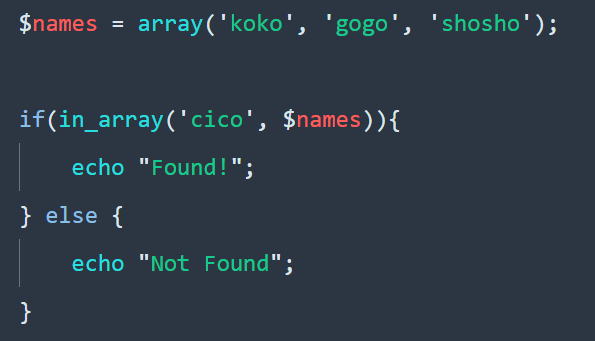 $names = array('koko', 'gogo', 'shosho');
if(in_array('cico', $names)){
echo "Found!";
} else {
echo "Not Found";
}